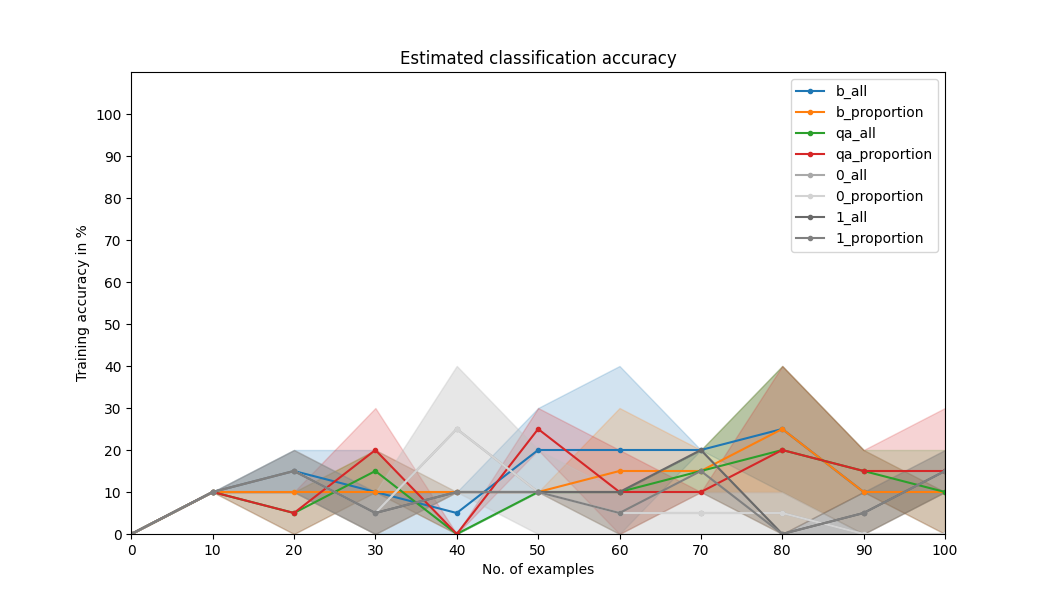 Estimated classification accuracy
Training accuracy in %
100
90
80
70
60
50
40
30
20
10
0
0 10 20 30 40 50 60 70 80 90 100
No. of examples
b_all
b_proportion
qa_all
qa_proportion
0_all
0_proportion
1_all
1_proportion